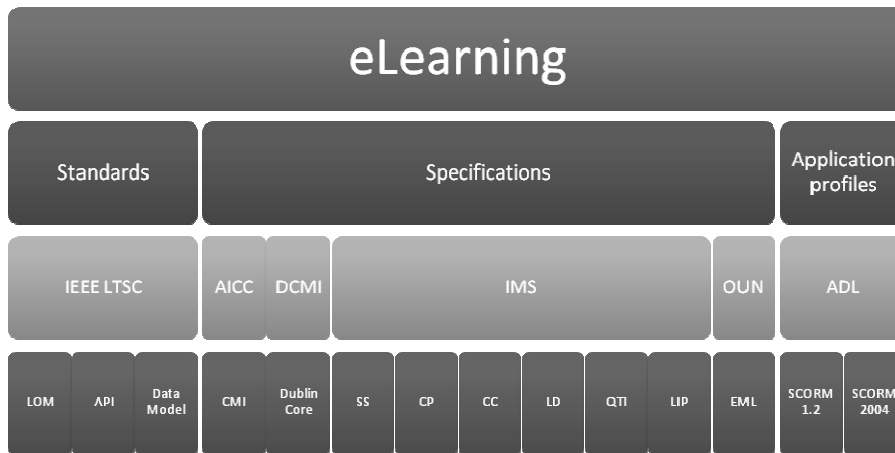 eLearning
Standards
Specifications
Application
profiles
IEEE LTSC
AICC
DCMI
IMS
OUN
ADL
LOM
API
Data
Model
CMI
Dublin
Core
SS
CP
CC
LD
QTI
LIP
EML
SCORM
1.2
SCORM
2004